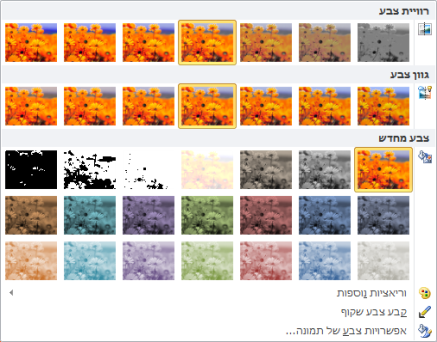 רוויית צבע
גוון צבע
צבע מחדש
וריאציות נוספות
קבע צבע שקוף
אפשרויות צבע של תמונה...